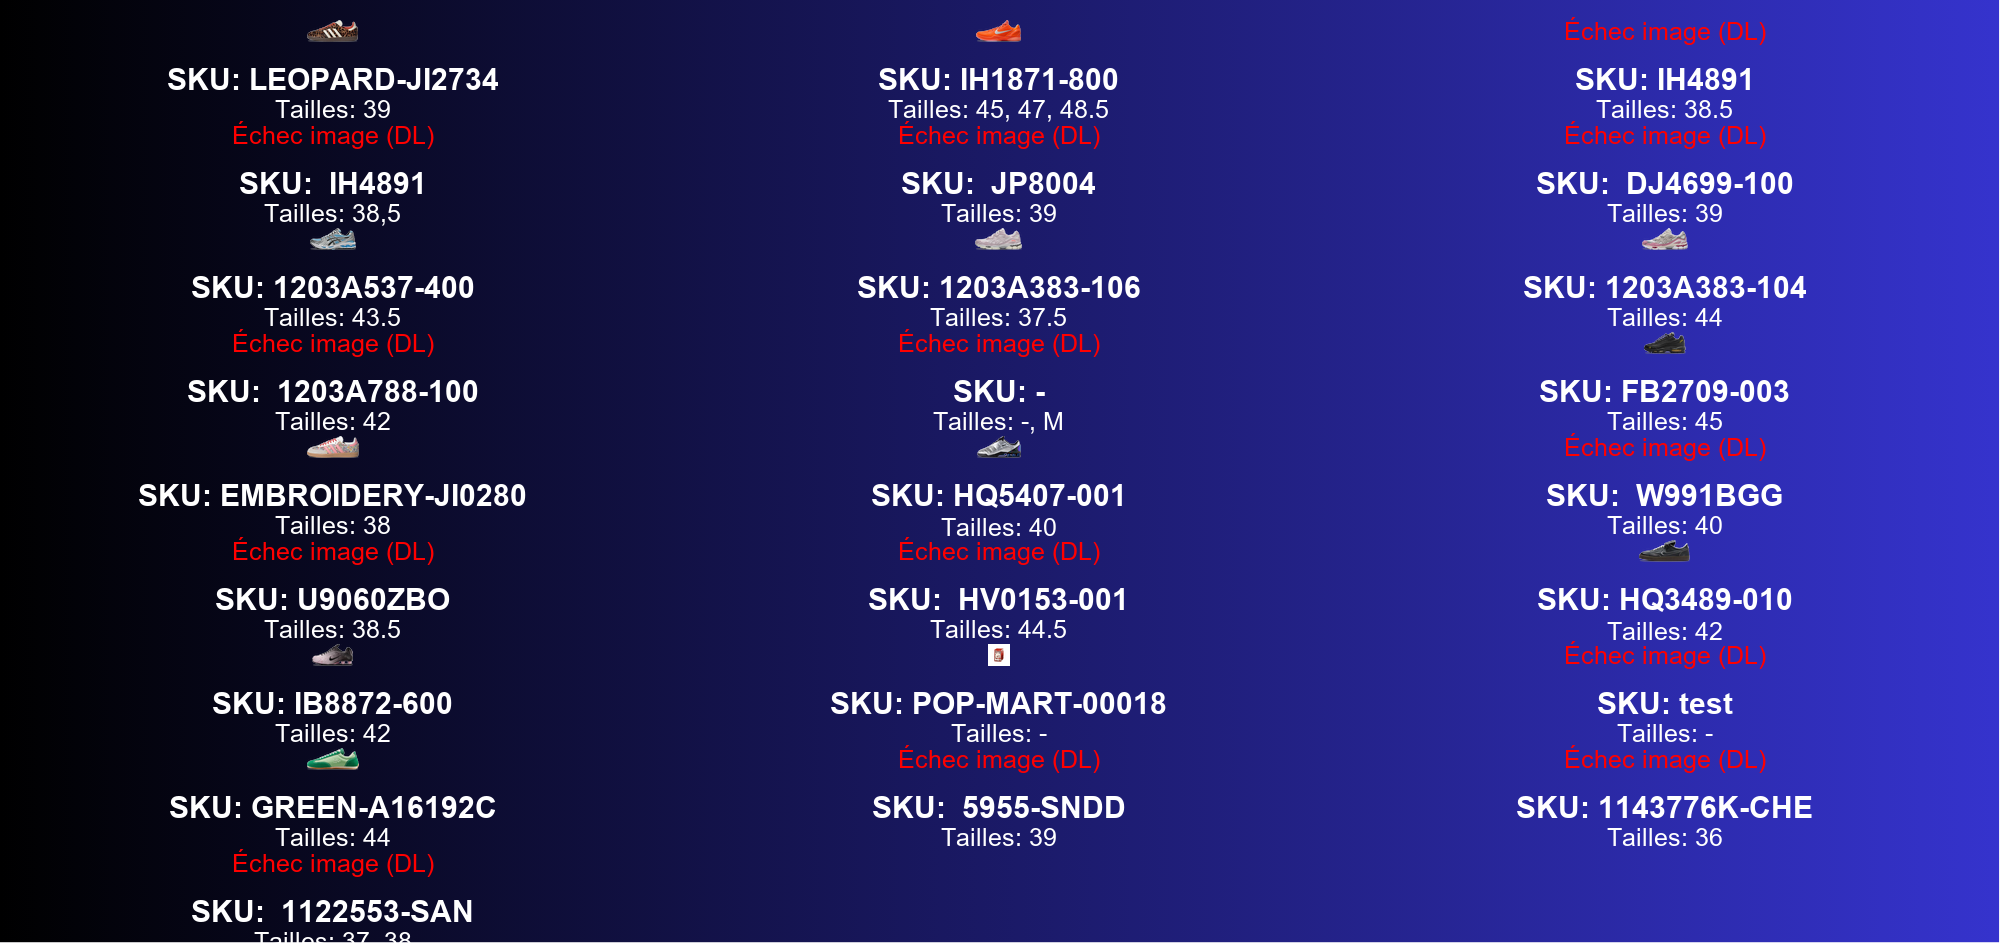 Échec image (DL)
SKU: LEOPARD-JI2734
Tailles: 39
SKU: IH1871-800
Tailles: 45, 47, 48.5
SKU: IH4891
Tailles: 38.5
Échec image (DL)
Échec image (DL)
Échec image (DL)
SKU:  IH4891
Tailles: 38,5
SKU:  JP8004
Tailles: 39
SKU:  DJ4699-100
Tailles: 39
SKU: 1203A537-400
Tailles: 43.5
SKU: 1203A383-106
Tailles: 37.5
SKU: 1203A383-104
Tailles: 44
Échec image (DL)
Échec image (DL)
SKU:  1203A788-100
Tailles: 42
SKU: -
Tailles: -, M
SKU: FB2709-003
Tailles: 45
Échec image (DL)
SKU: EMBROIDERY-JI0280
Tailles: 38
SKU: HQ5407-001
Tailles: 40
SKU:  W991BGG
Tailles: 40
Échec image (DL)
Échec image (DL)
SKU: U9060ZBO
Tailles: 38.5
SKU:  HV0153-001
Tailles: 44.5
SKU: HQ3489-010
Tailles: 42
Échec image (DL)
SKU: IB8872-600
Tailles: 42
SKU: POP-MART-00018
Tailles: -
SKU: test
Tailles: -
Échec image (DL)
Échec image (DL)
SKU: GREEN-A16192C
Tailles: 44
SKU:  5955-SNDD
Tailles: 39
SKU: 1143776K-CHE
Tailles: 36
Échec image (DL)
SKU:  1122553-SAN
Tailles: 37, 38